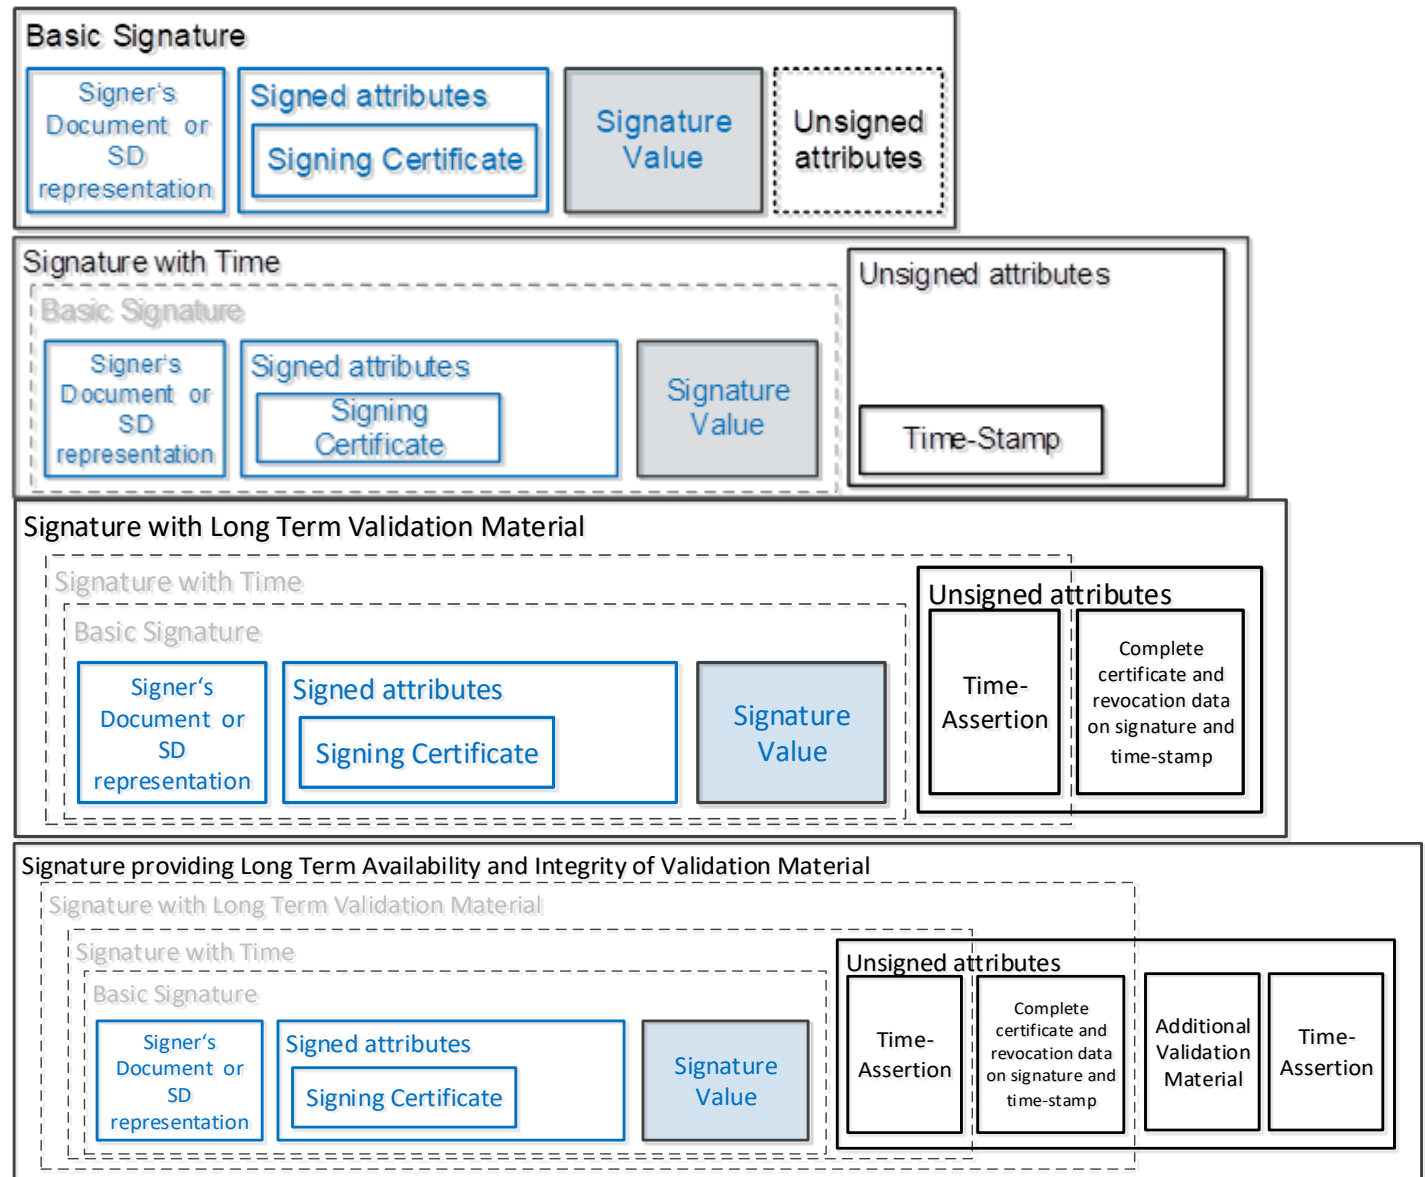 Basic Signature
Signer's
Document or
SD
representation
Signed attributes
Signing Certificate
Signature
Value
Unsigned
attributes
Signature with Time
Basic Signature
Signer's
Document or
SD
representation
Signed attributes
Signing
Certificate
Signature
Value
Unsigned attributes
Time-Stamp
Signature with Long Term Validation Material
Signature with Time
Basic Signature
Signer‘s
Document or
SD
representation
Signed attributes
Signing Certificate
Signature
Value
Unsigned attributes
Time-
Assertion
Complete
certificate and
revocation data
on signature and
time-stamp
Signature providing Long Term Availability and Integrity of Validation Material
Signature with Long Term Validation Material
Signature with Time
Basic Signature
Signer‘s
Document or
SD
representation
Signed attributes
Signing Certificate
Signature
Value
Unsigned attributes
Time-
Assertion
Complete
certificate and
revocation data
on signature and
time-stamp
Additional
Validation
Material
Time-
Assertion